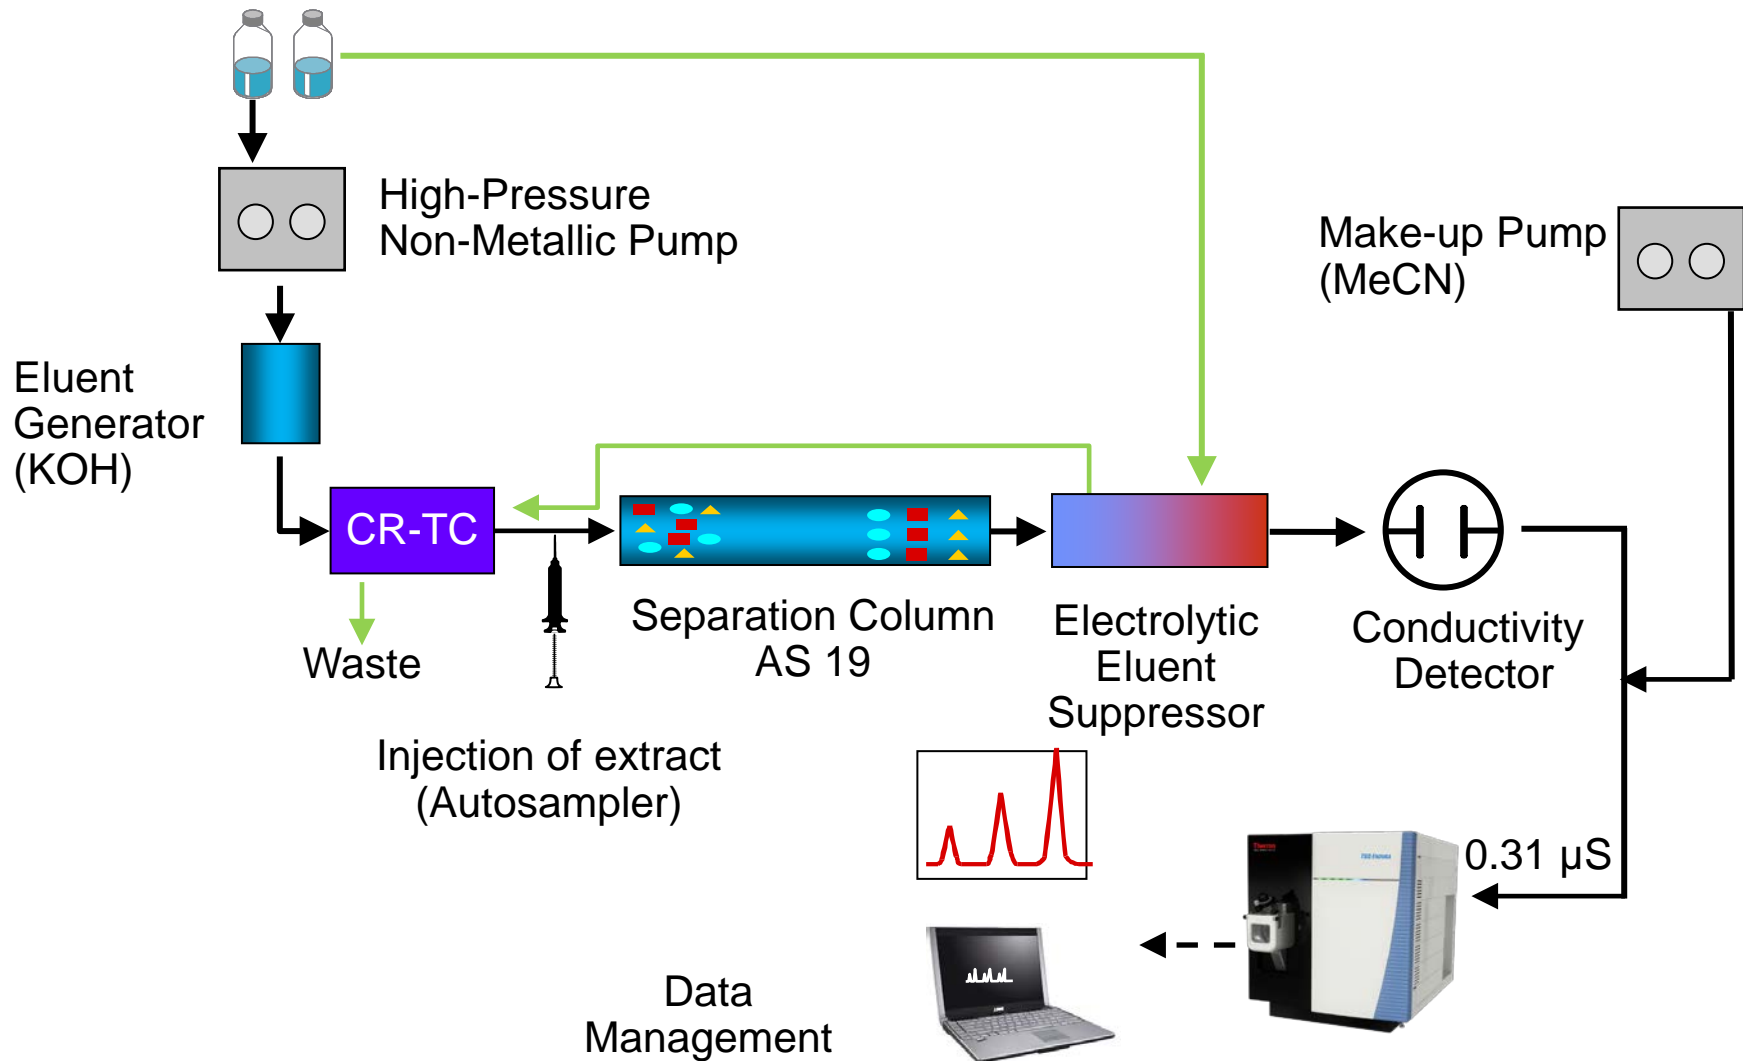 High-Pressure
Non-Metallic Pump
Make-up Pump
(MeCN)
Eluent
Generator
(KOH)
CR-TC
Waste
Injection of extract
(Autosampler)
Separation Column
AS 19
Electrolytic
Eluent
Suppressor
Conductivity
Detector
0.31 µS
Thermo
Data
Management